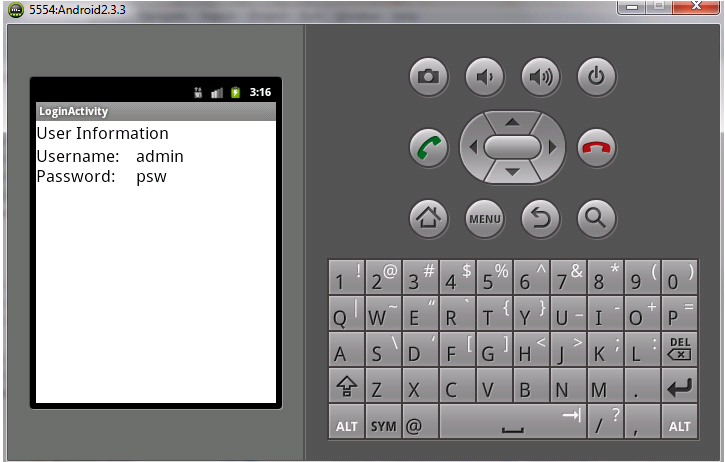 5554:Android2.3.3
3:16
LoginActivity
User Information
Username: admin
Password: psw
MENU
1 ! 2 @ 3 # 4 $ 5 % 6 ^ 7 & 8 * 9 ( 0 )
Q | W ~ E “ R ` T { Y } U _ I - O + P =
A S \ D ‘ F [ G ] H < J > K ; L : DEL
Z X C V B N M .
ALT SYM @ / ? , ALT